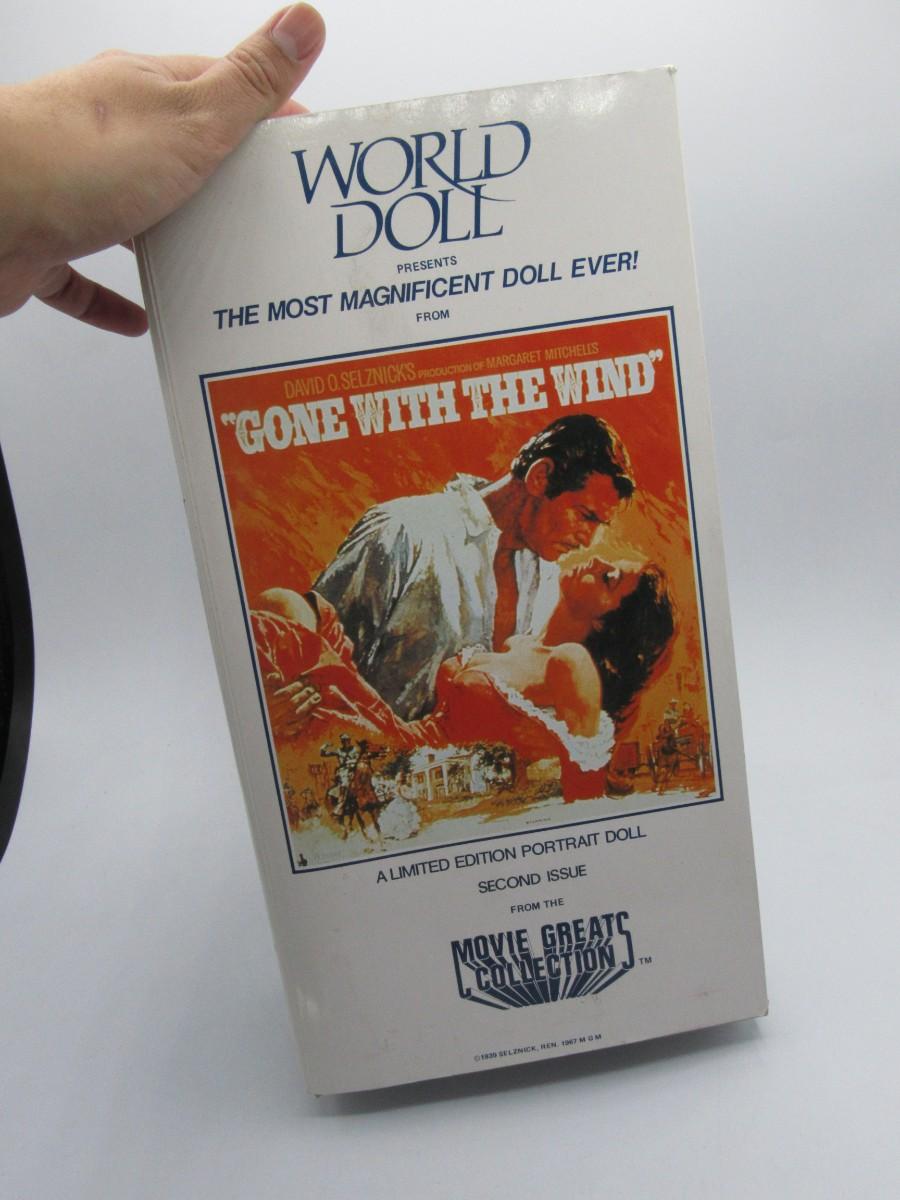 WORLD
DOLL
PRESENTS
THE MOST MAGNIFICENT DOLL EVER!
FROM
DAVID O. SELZNICK'S PRODUCTION OF MARGARET MITCHELL'S
"GONE WITH THE WIND"
A LIMITED EDITION PORTRAIT DOLL
SECOND ISSUE
FROM THE
MOVIE GREATS
COLLECTION TM
©1939 SELZNICK, REN. 1967 M G M